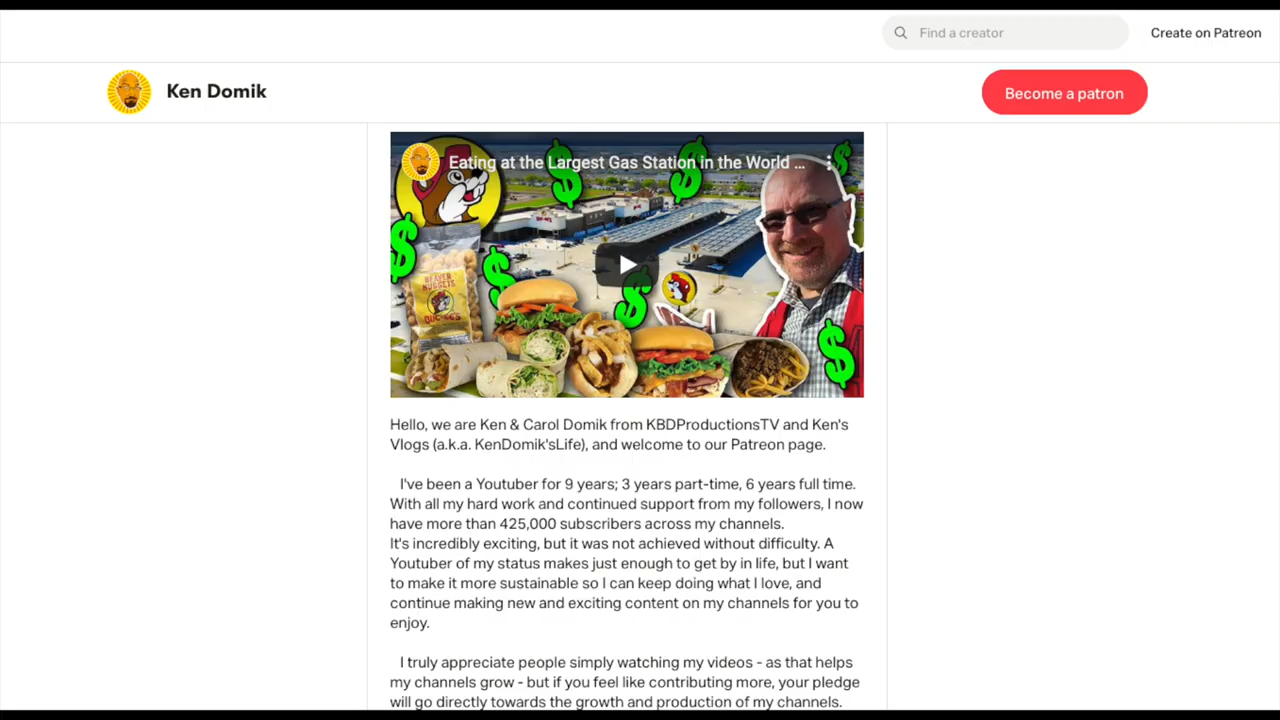 Find a creator
Create on Patreon
Ken Domik
Become a patron
Eating at the Largest Gas Station in the World ...
BEAVER
NUGGETS
BUC-EE'S
Hello, we are Ken & Carol Domik from KBDProductionsTV and Ken's
Vlogs (a.k.a. KenDomik'sLife), and welcome to our Patreon page.
I've been a Youtuber for 9 years; 3 years part-time, 6 years full time.
With all my hard work and continued support from my followers, I now
have more than 425,000 subscribers across my channels.
It's incredibly exciting, but it was not achieved without difficulty. A
Youtuber of my status makes just enough to get by in life, but I want
to make it more sustainable so I can keep doing what I love, and
continue making new and exciting content on my channels for you to
enjoy.
I truly appreciate people simply watching my videos - as that helps
my channels grow - but if you feel like contributing more, your pledge
will go directly towards the growth and production of my channels.